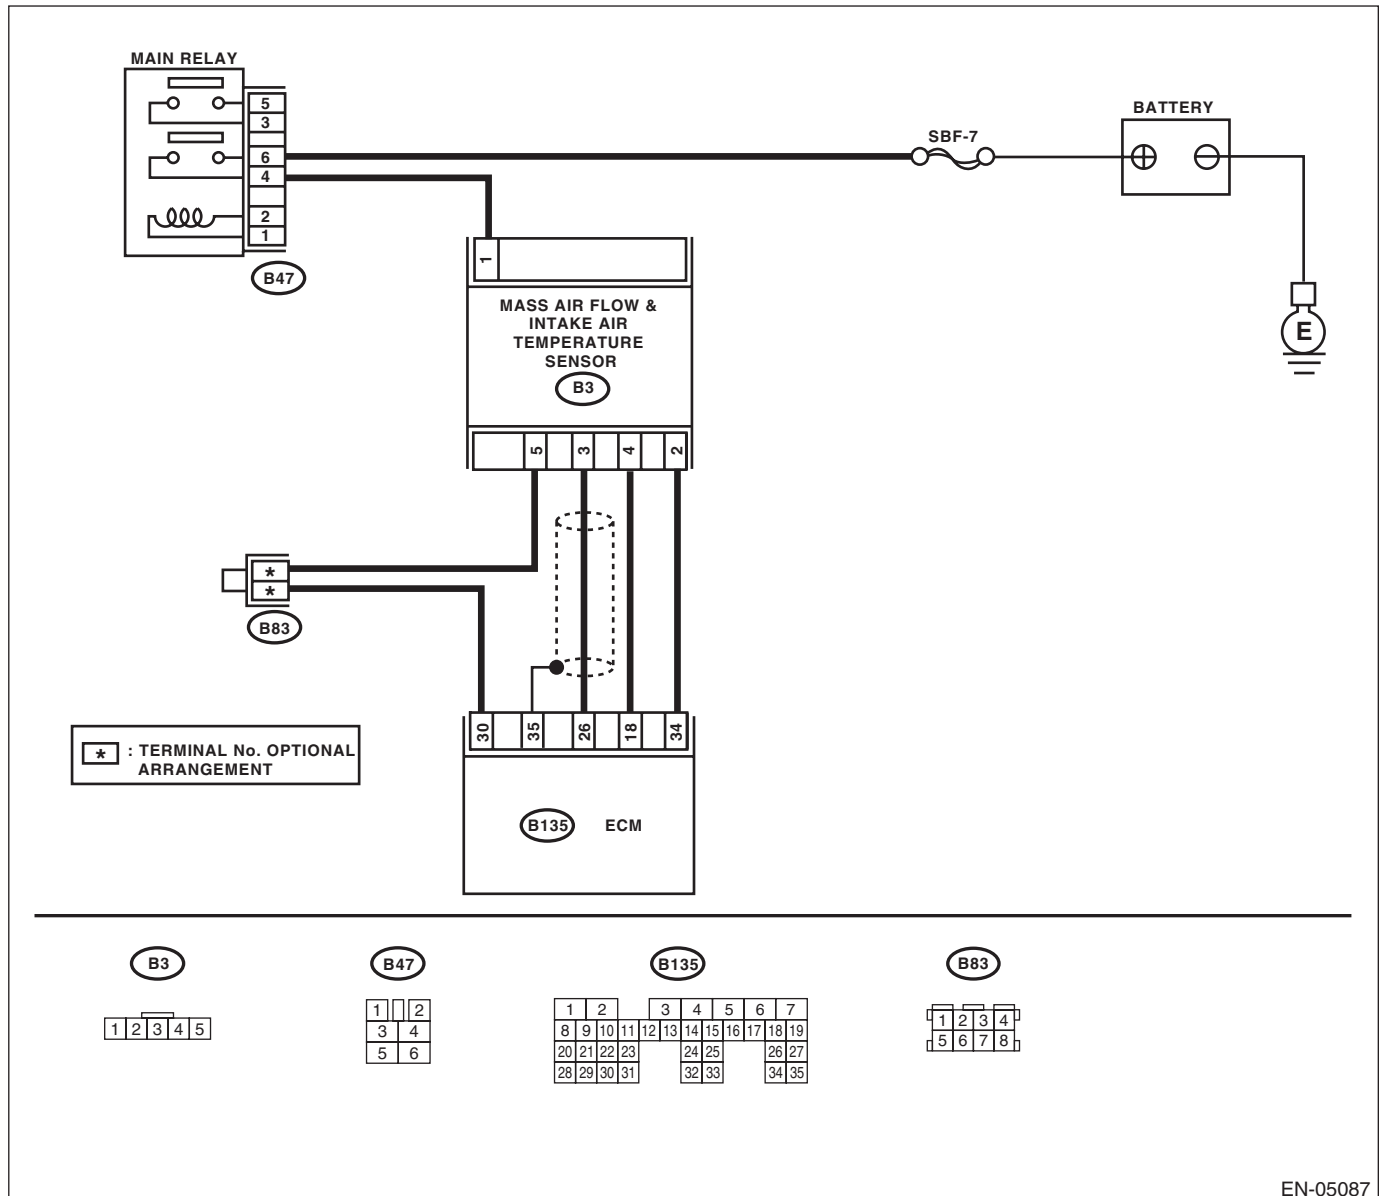 MAIN RELAY
5
3
6
4
2
1
B47
SBF-7
BATTERY
E
1
MASS AIR FLOW &
INTAKE AIR
TEMPERATURE
SENSOR
B3
5 3 4 2
*
*
B83
30 35 26 18 34
* : TERMINAL No. OPTIONAL
ARRANGEMENT
B135 ECM
B3
1 2 3 4 5
B47
1 2
3 4
5 6
B135
1 2 3 4 5 6 7
8 9 10 11 12 13 14 15 16 17 18 19
20 21 22 23 24 25 26 27
28 29 30 31 32 33 34 35
B83
1 2 3 4
5 6 7 8
EN-05087